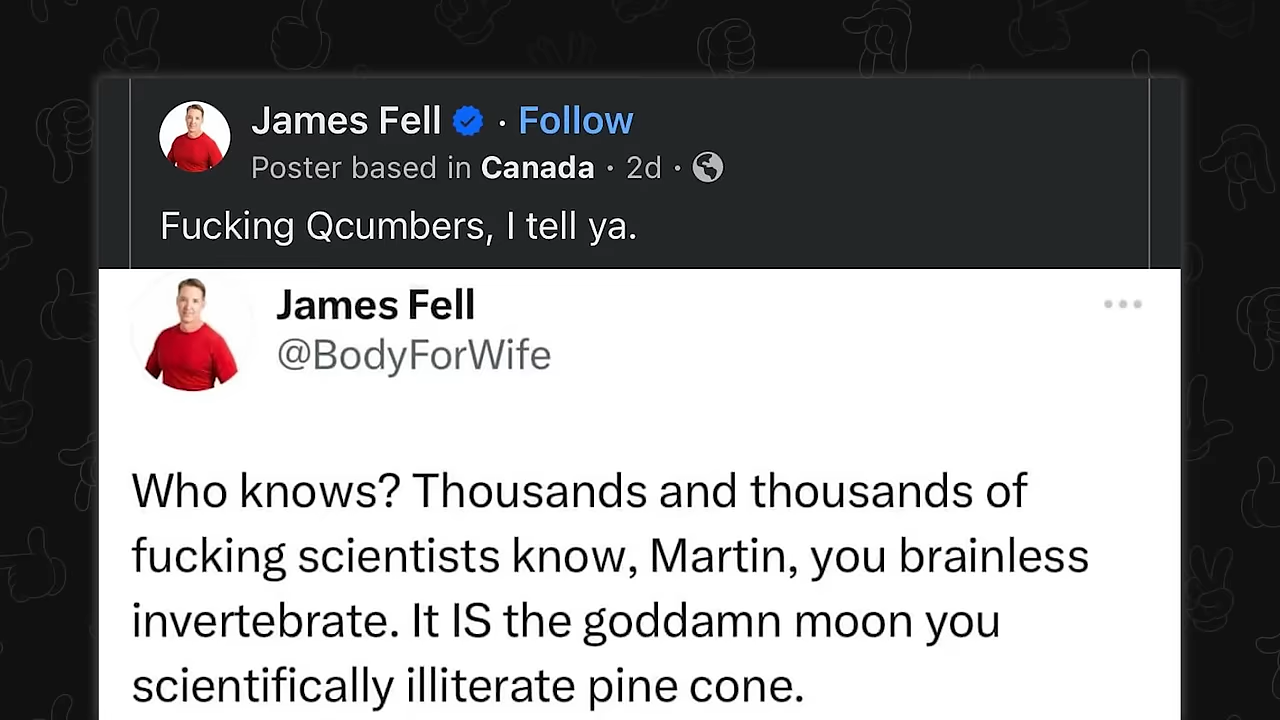 James Fell · Follow
Poster based in Canada · 2d ·
Fucking Qcumbers, I tell ya.
James Fell
@BodyForWife
Who knows? Thousands and thousands of
fucking scientists know, Martin, you brainless
invertebrate. It IS the goddamn moon you
scientifically illiterate pine cone.